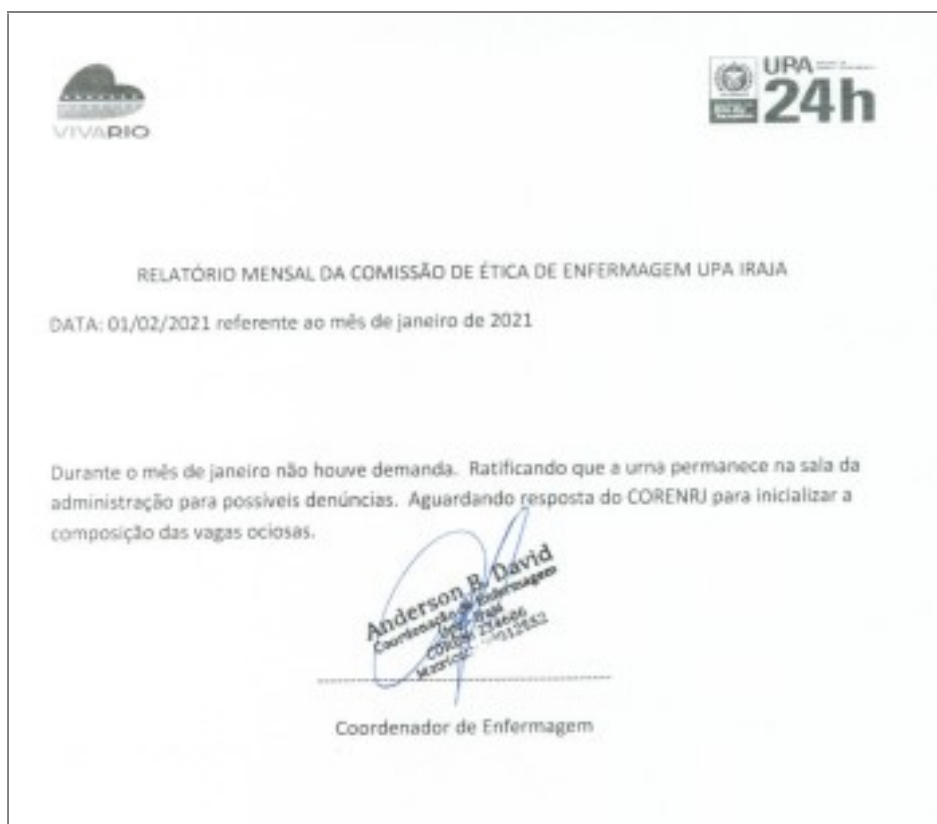 VIVARIO
UPA
24h
RELATÓRIO MENSAL DA COMISSÃO DE ÉTICA DE ENFERMAGEM UPA IRAJA
DATA: 01/02/2021 referente ao mês de janeiro de 2021
Durante o mês de janeiro não houve demanda. Ratificando que a urna permanece na sala da
administração para possíveis denúncias. Aguardando resposta do CORENRJ para inicializar a
composição das vagas ociosas.
Anderson B. David
Coordenação de Enfermagem
Coordenador de Enfermagem